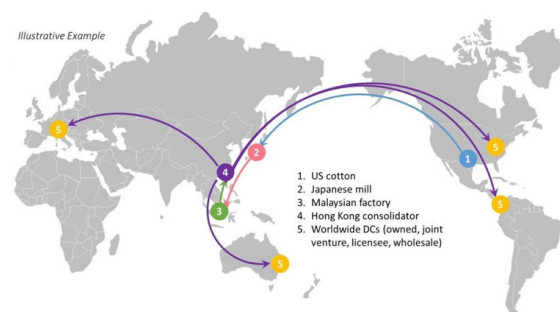 Illustrative Example
5
4
2
3
5
1
5
5
1. US cotton
2. Japanese mill
3. Malaysian factory
4. Hong Kong consolidator
5. Worldwide DCs (owned, joint
venture, licensee, wholesale)